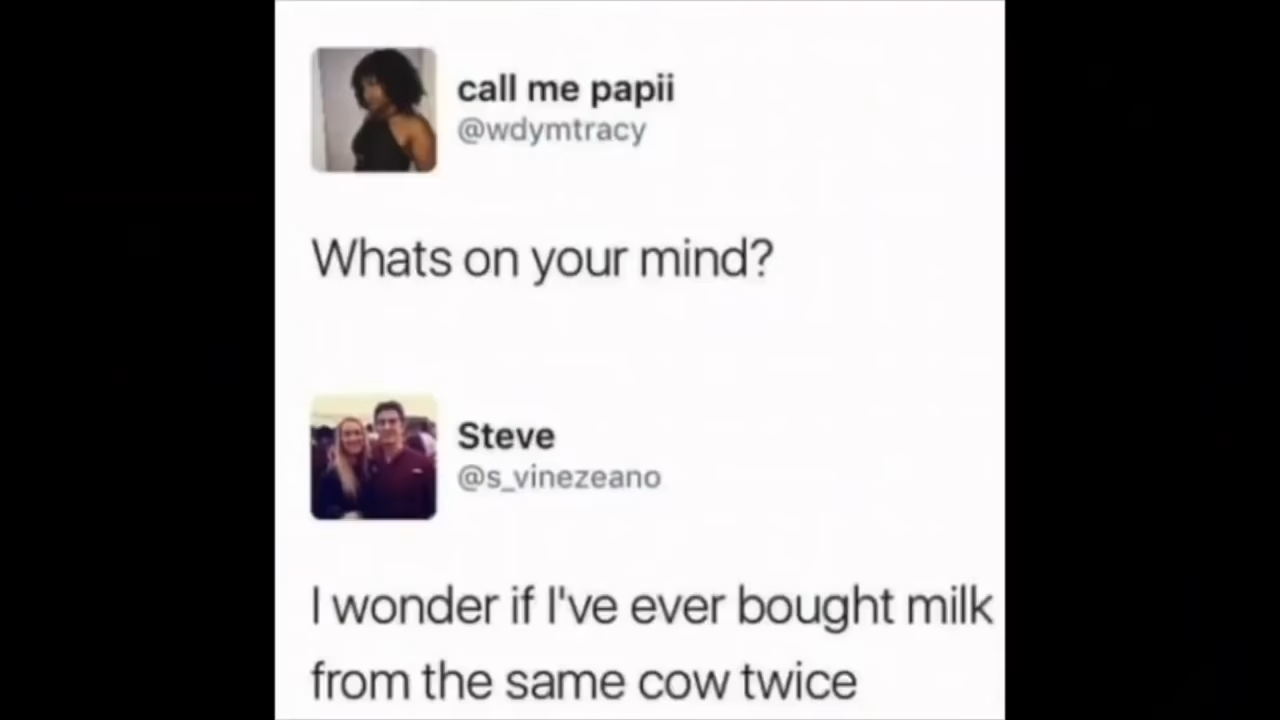 call me papii
@wdymtracy
Whats on your mind?
Steve
@s_vinezeano
I wonder if I've ever bought milk
from the same cow twice